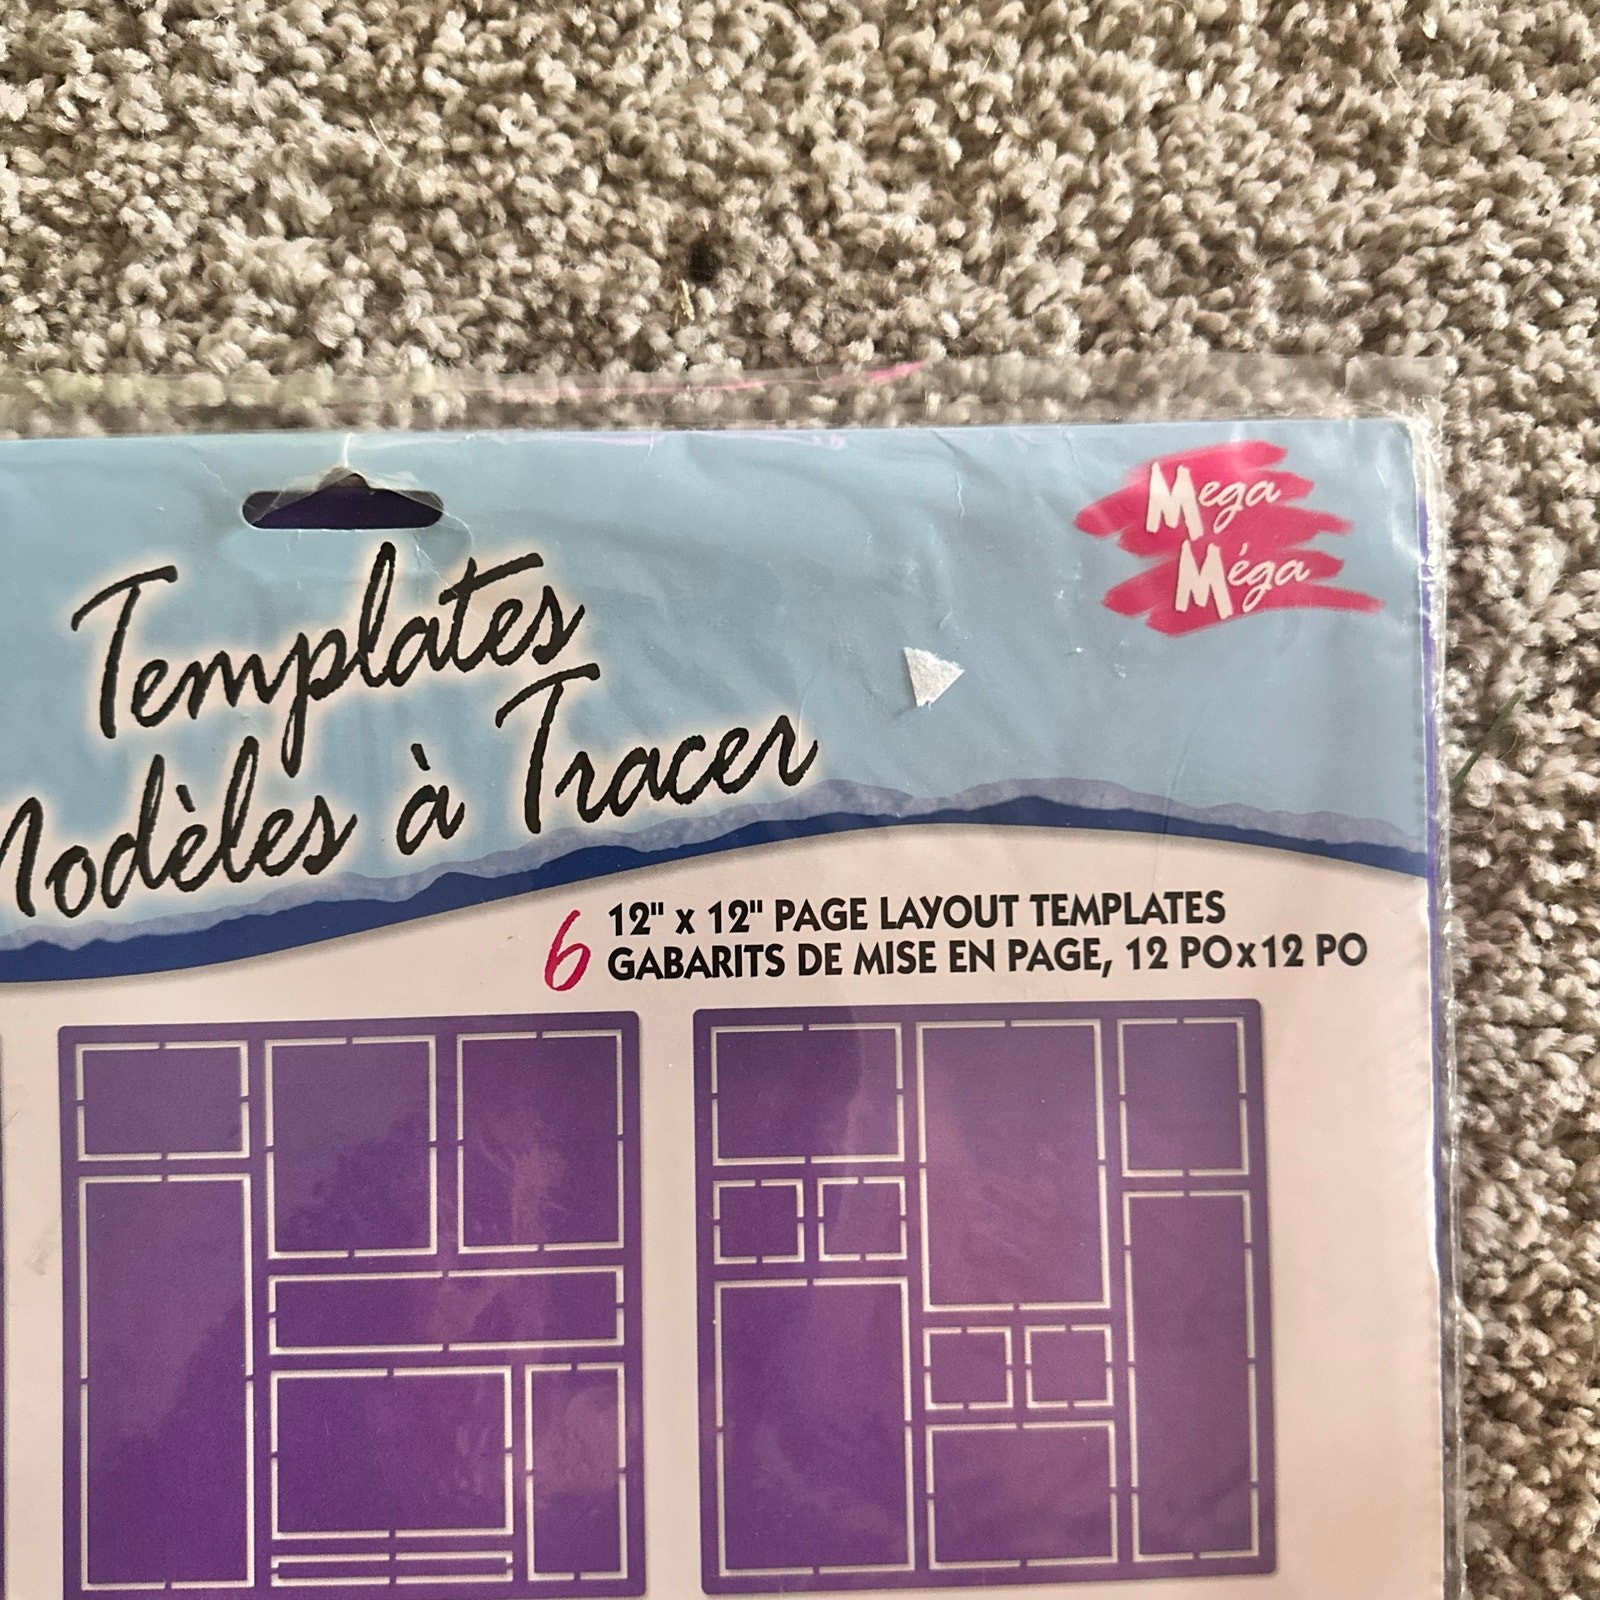 Mega
Méga
Templates
Modèles à Tracer
6 12" x 12" PAGE LAYOUT TEMPLATES
GABARITS DE MISE EN PAGE, 12 PO x 12 PO